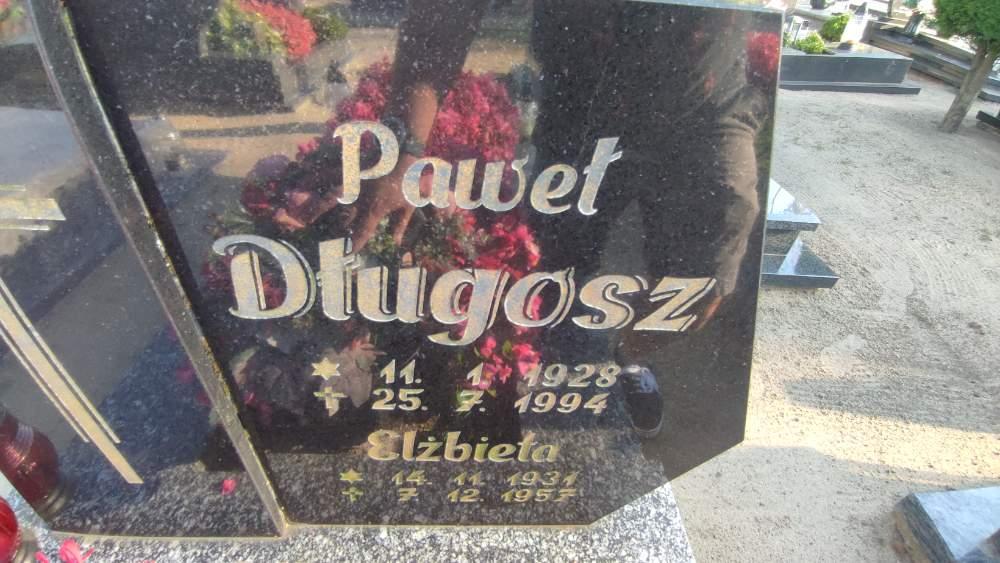 Paweł
Długosz
11. 1. 1928
25. 7. 1994
Elżbieta
14. 11. 1931
7. 12. 1957